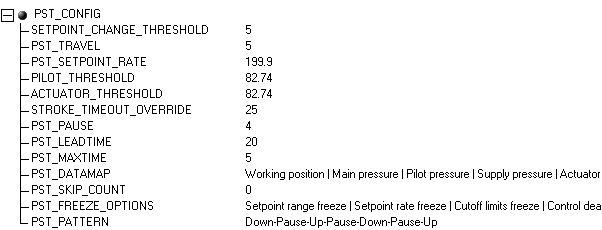 PST_CONFIG
SETPOINT_CHANGE_THRESHOLD 5
PST_TRAVEL 5
PST_SETPOINT_RATE 199.9
PILOT_THRESHOLD 82.74
ACTUATOR_THRESHOLD 82.74
STROKE_TIMEOUT_OVERRIDE 25
PST_PAUSE 4
PST_LEADTIME 20
PST_MAXTIME 5
PST_DATAMAP Working position | Main pressure | Pilot pressure | Supply pressure | Actuator
PST_SKIP_COUNT 0
PST_FREEZE_OPTIONS Setpoint range freeze | Setpoint rate freeze | Cutoff limits freeze | Control dea
PST_PATTERN Down-Pause-Up-Pause-Down-Pause-Up